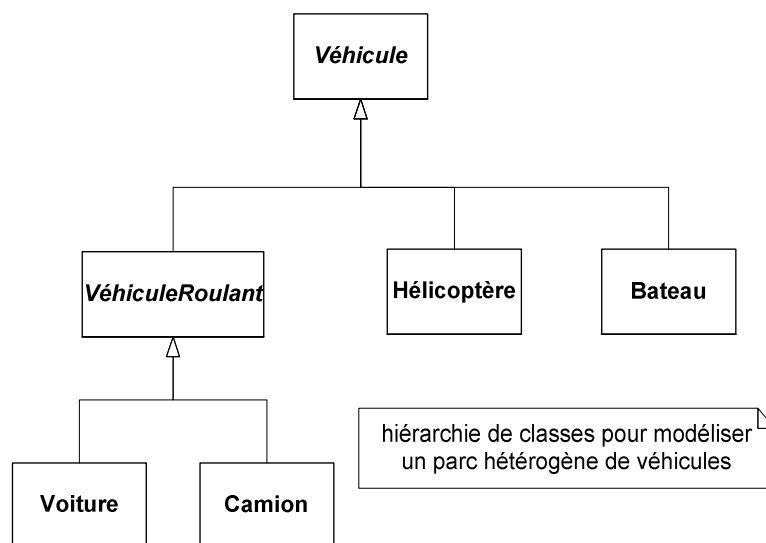 Véhicule
VéhiculeRoulant
Hélicoptère
Bateau
hiérarchie de classes pour modéliser
un parc hétérogène de véhicules
Voiture
Camion